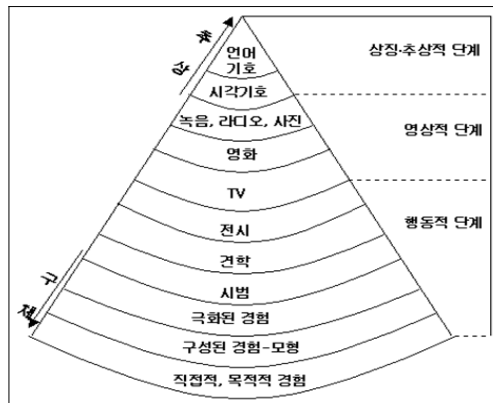 추상
언어
기호
시각기호
녹음, 라디오, 사진
영화
TV
전시
견학
시범
극화된 경험
구성된 경험-모형
직접적, 목적적 경험
구체
상징·추상적 단계
영상적 단계
행동적 단계